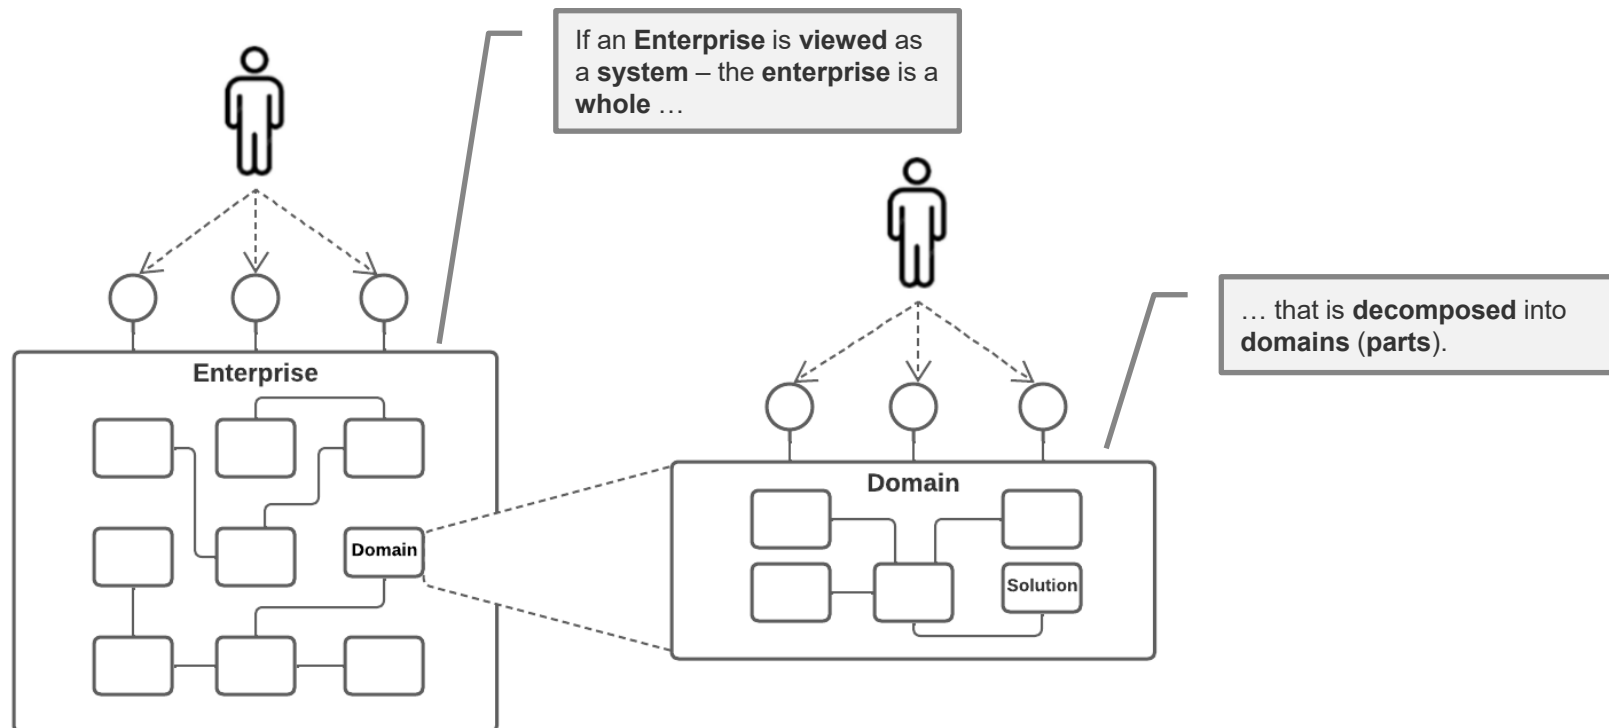 If an Enterprise is viewed as
a system – the enterprise is a
whole …
… that is decomposed into
domains (parts).
Enterprise
Domain
Domain
Solution